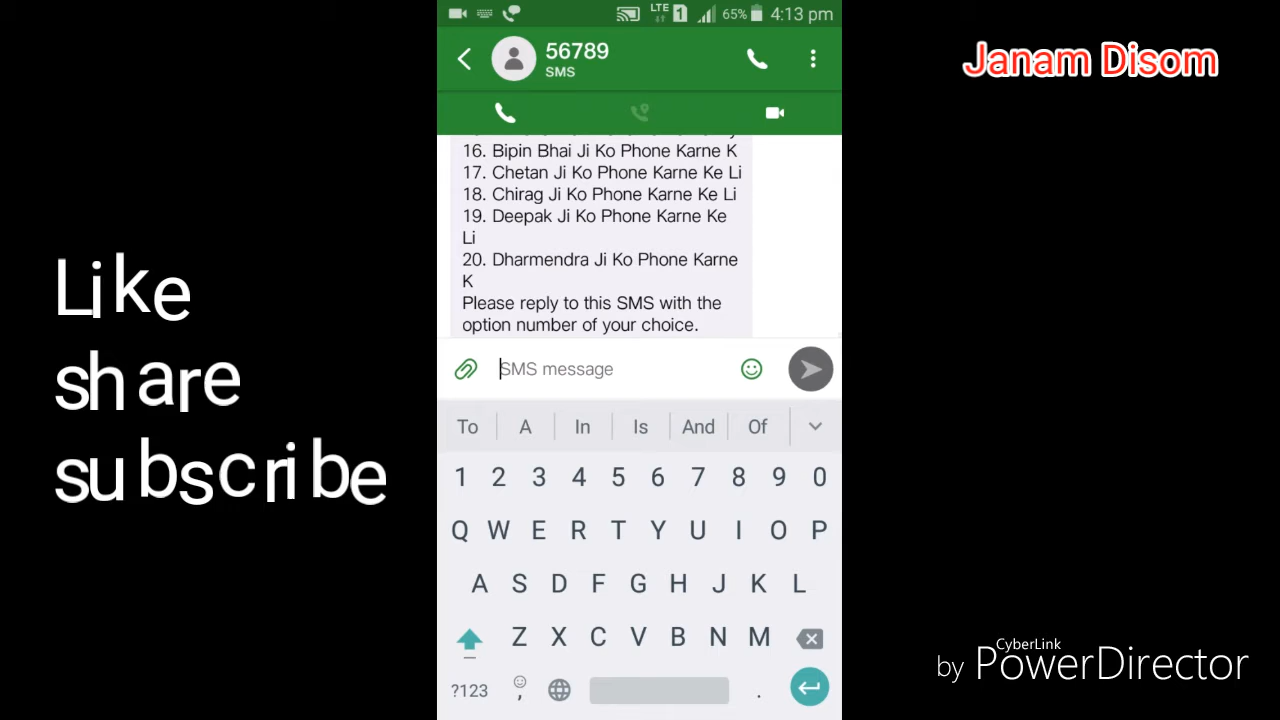 LTE 1 65% 4:13 pm
56789
SMS
Janam Disom
16. Bipin Bhai Ji Ko Phone Karne K
17. Chetan Ji Ko Phone Karne Ke Li
18. Chirag Ji Ko Phone Karne Ke Li
19. Deepak Ji Ko Phone Karne Ke
Li
20. Dharmendra Ji Ko Phone Karne
K
Please reply to this SMS with the
option number of your choice.
Like
share
subscribe
SMS message
To A In Is And Of
1 2 3 4 5 6 7 8 9 0
Q W E R T Y U I O P
A S D F G H J K L
Z X C V B N M
?123 , .
CyberLink
by PowerDirector